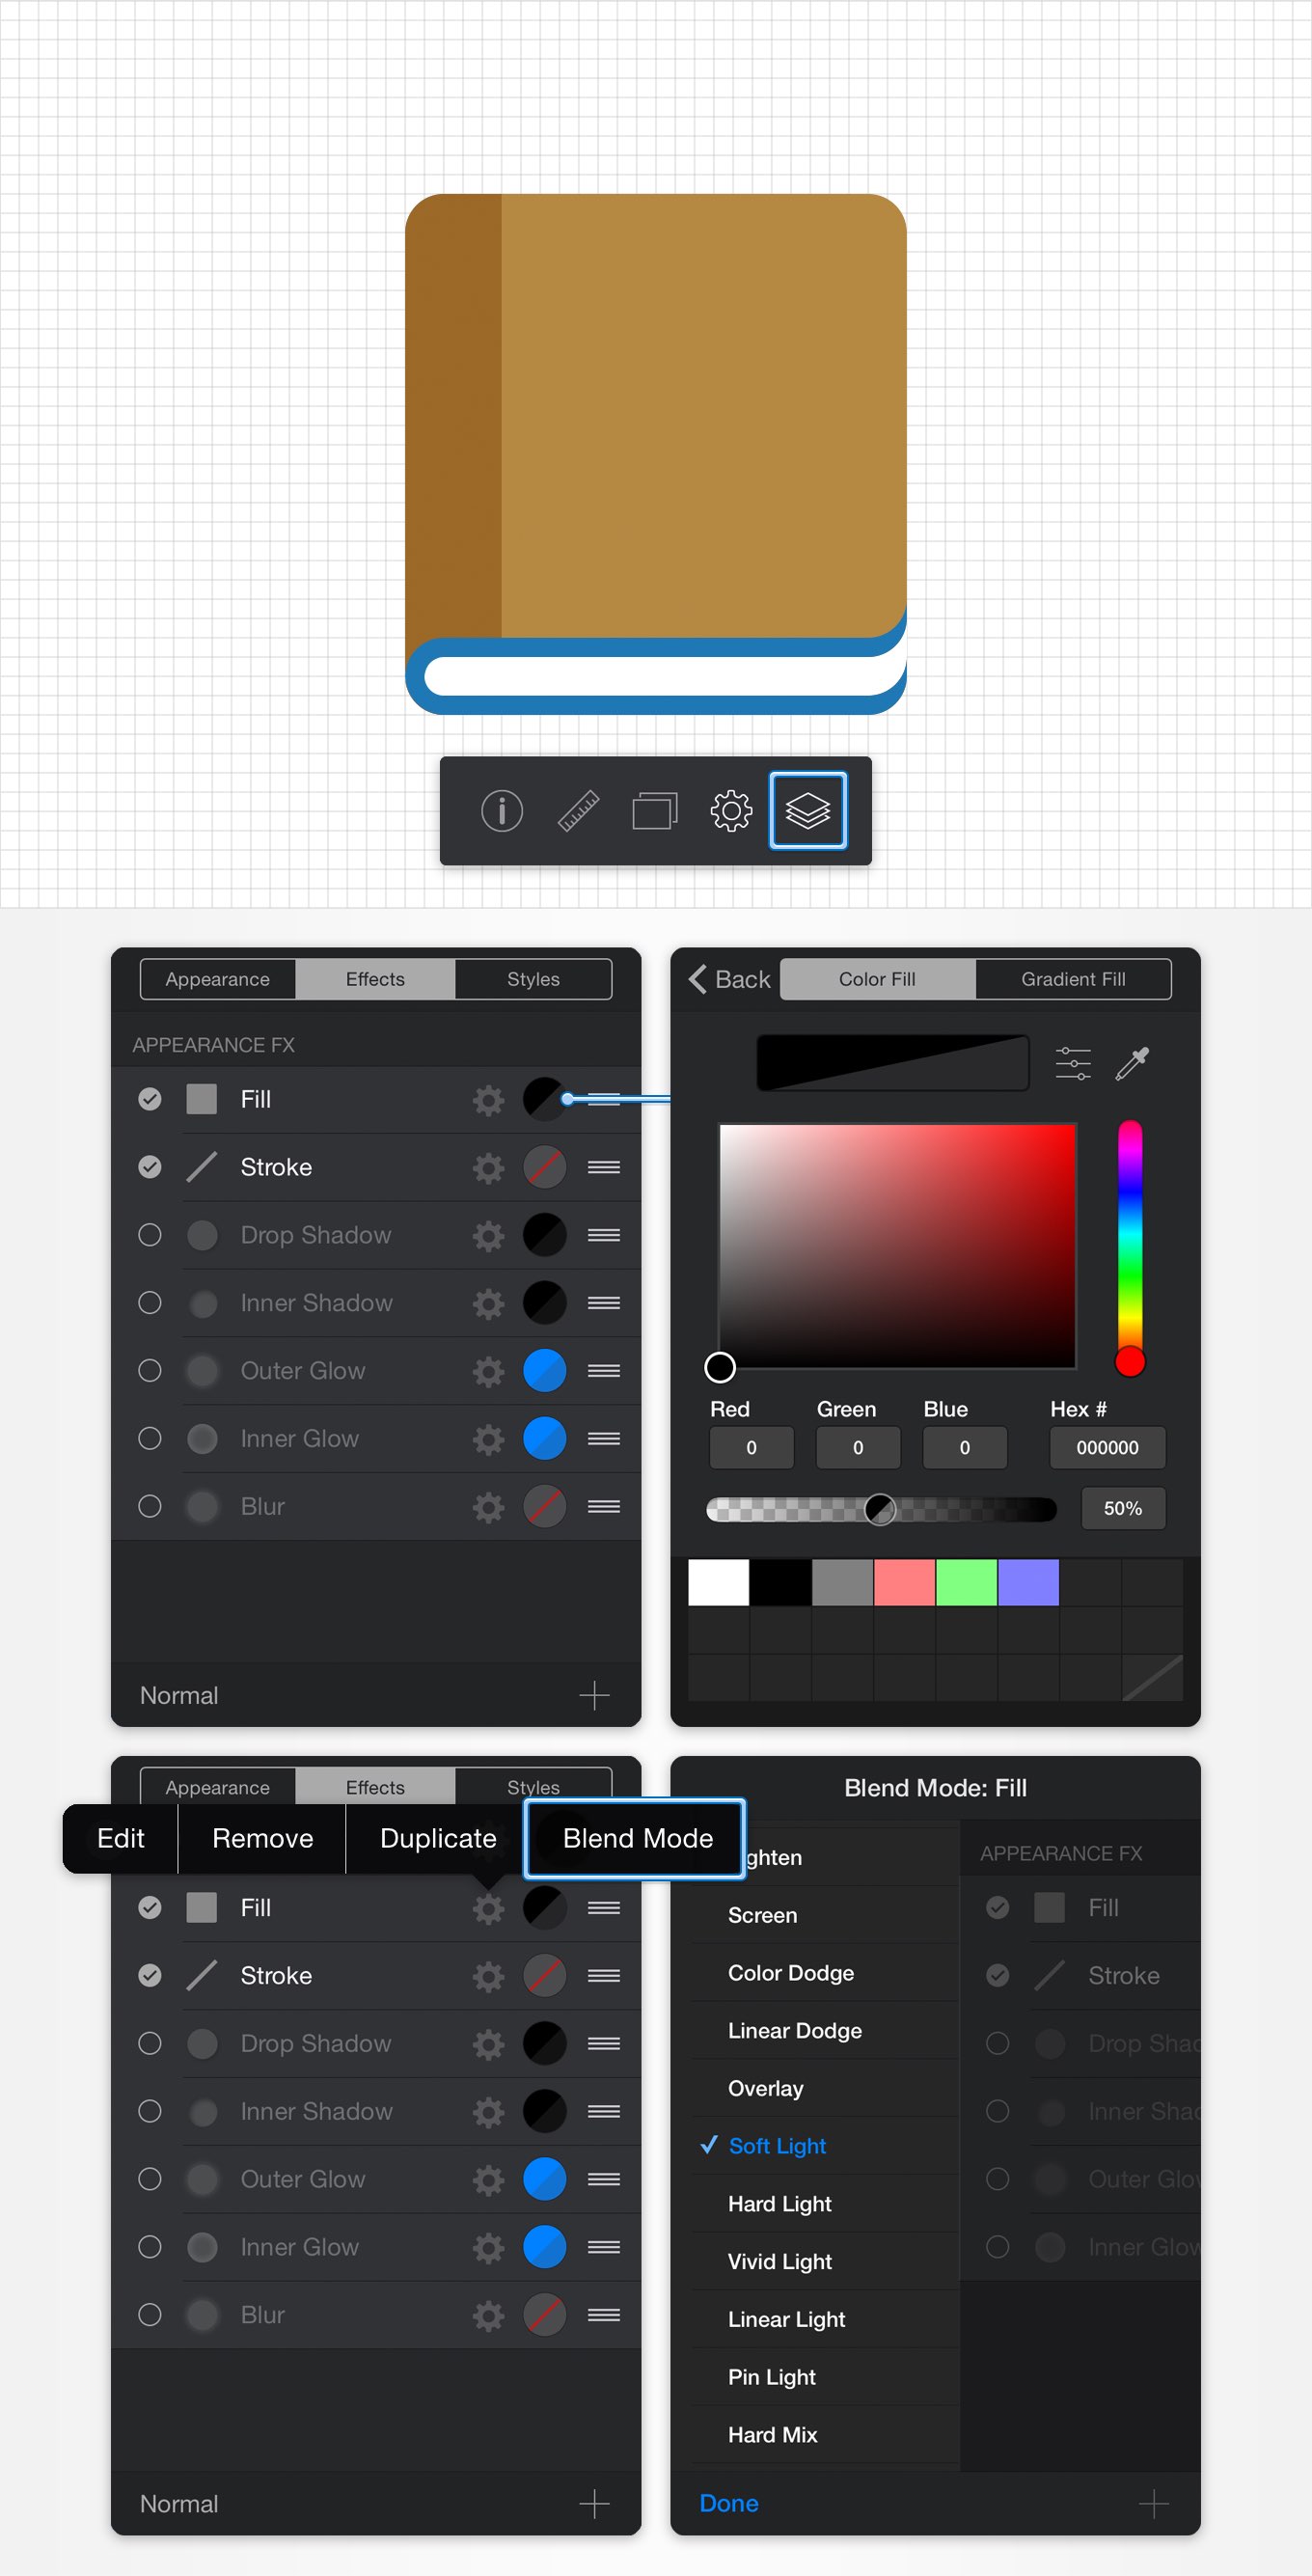 Appearance Effects Styles
APPEARANCE FX
Fill
Stroke
Drop Shadow
Inner Shadow
Outer Glow
Inner Glow
Blur
Normal
Back Color Fill Gradient Fill
Red Green Blue Hex #
0 0 0 000000
50%
Appearance Effects Styles
Edit Remove Duplicate Blend Mode
Fill
Stroke
Drop Shadow
Inner Shadow
Outer Glow
Inner Glow
Blur
Normal
Blend Mode: Fill
ghten
Screen
Color Dodge
Linear Dodge
Overlay
Soft Light
Hard Light
Vivid Light
Linear Light
Pin Light
Hard Mix
Done
APPEARANCE FX
Fill
Stroke
Drop Shad
Inner Shad
Outer Glow
Inner Glow